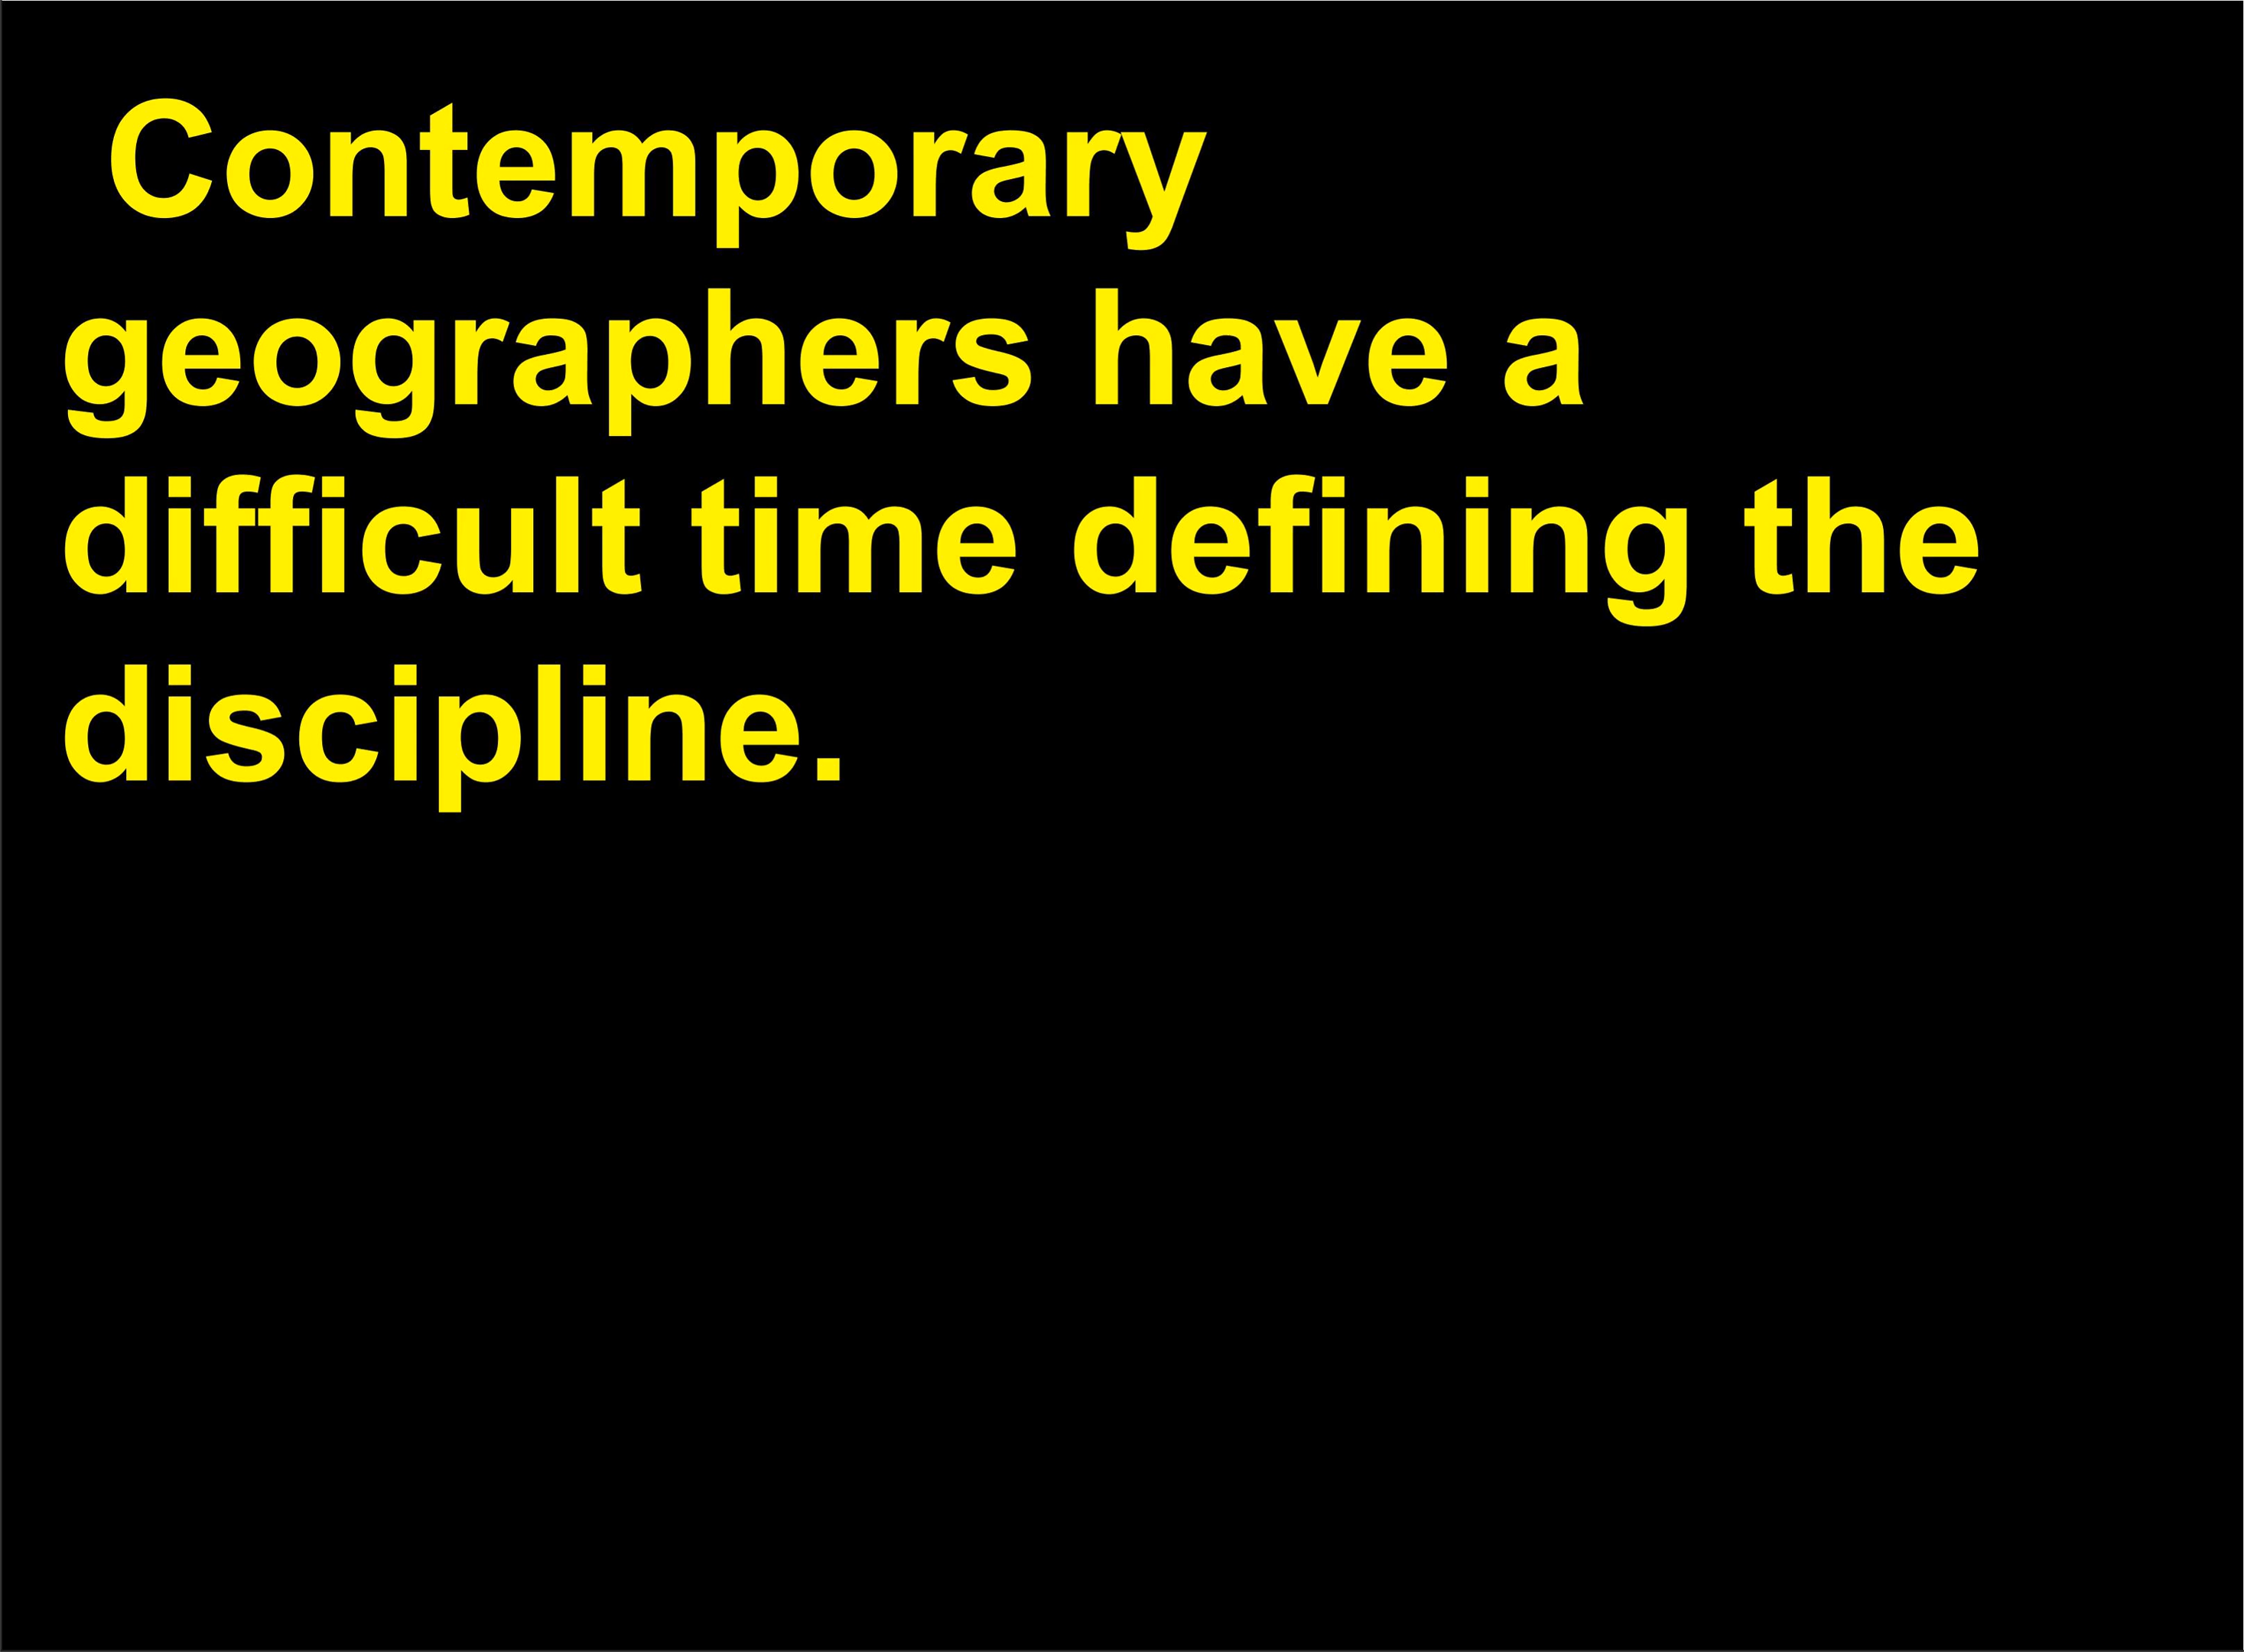 Contemporary
geographers have a
difficult time defining the
discipline.